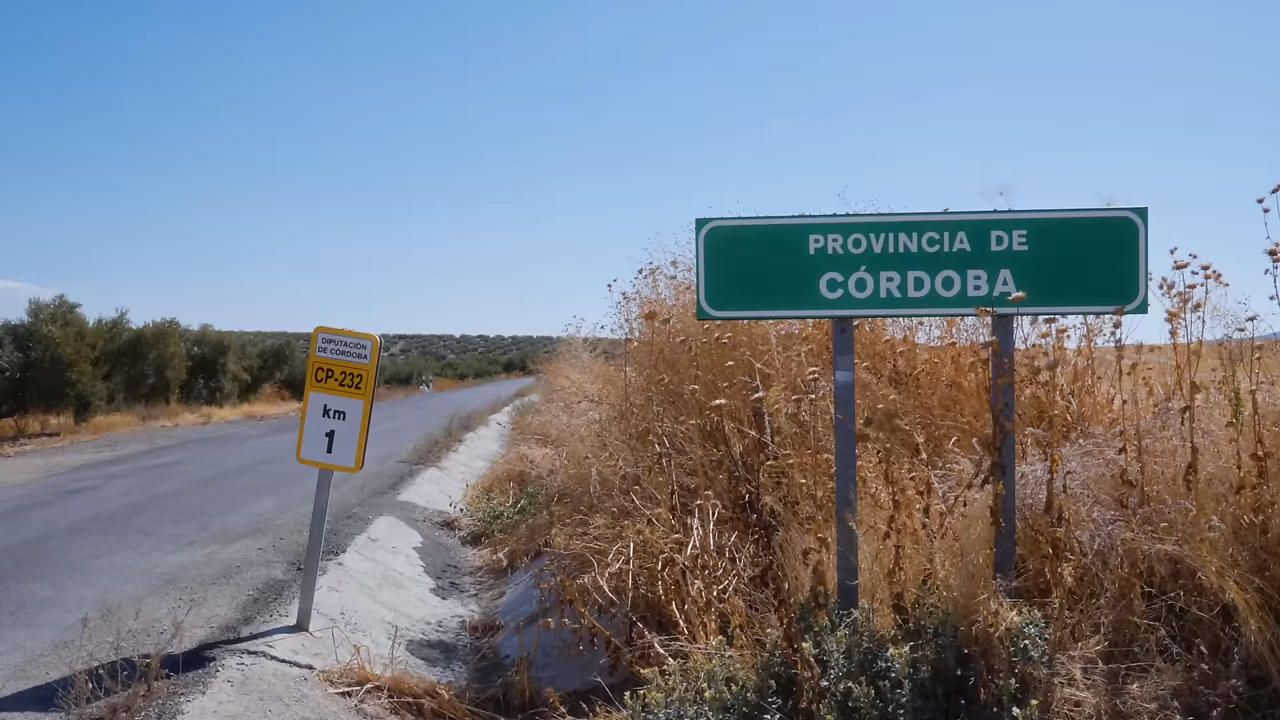 DIPUTACIÓN
DE CÓRDOBA
CP-232
km
1
PROVINCIA DE
CÓRDOBA